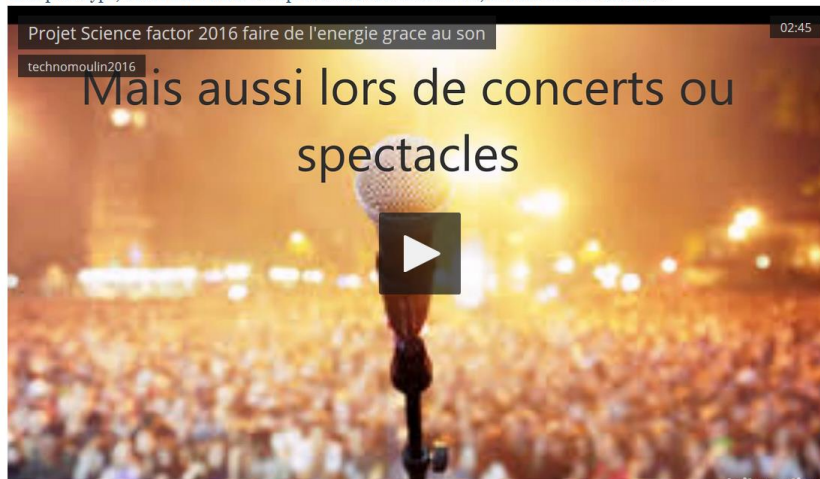 Projet Science factor 2016 faire de l'energie grace au son
02:45
technomoulin2016
Mais aussi lors de concerts ou
spectacles